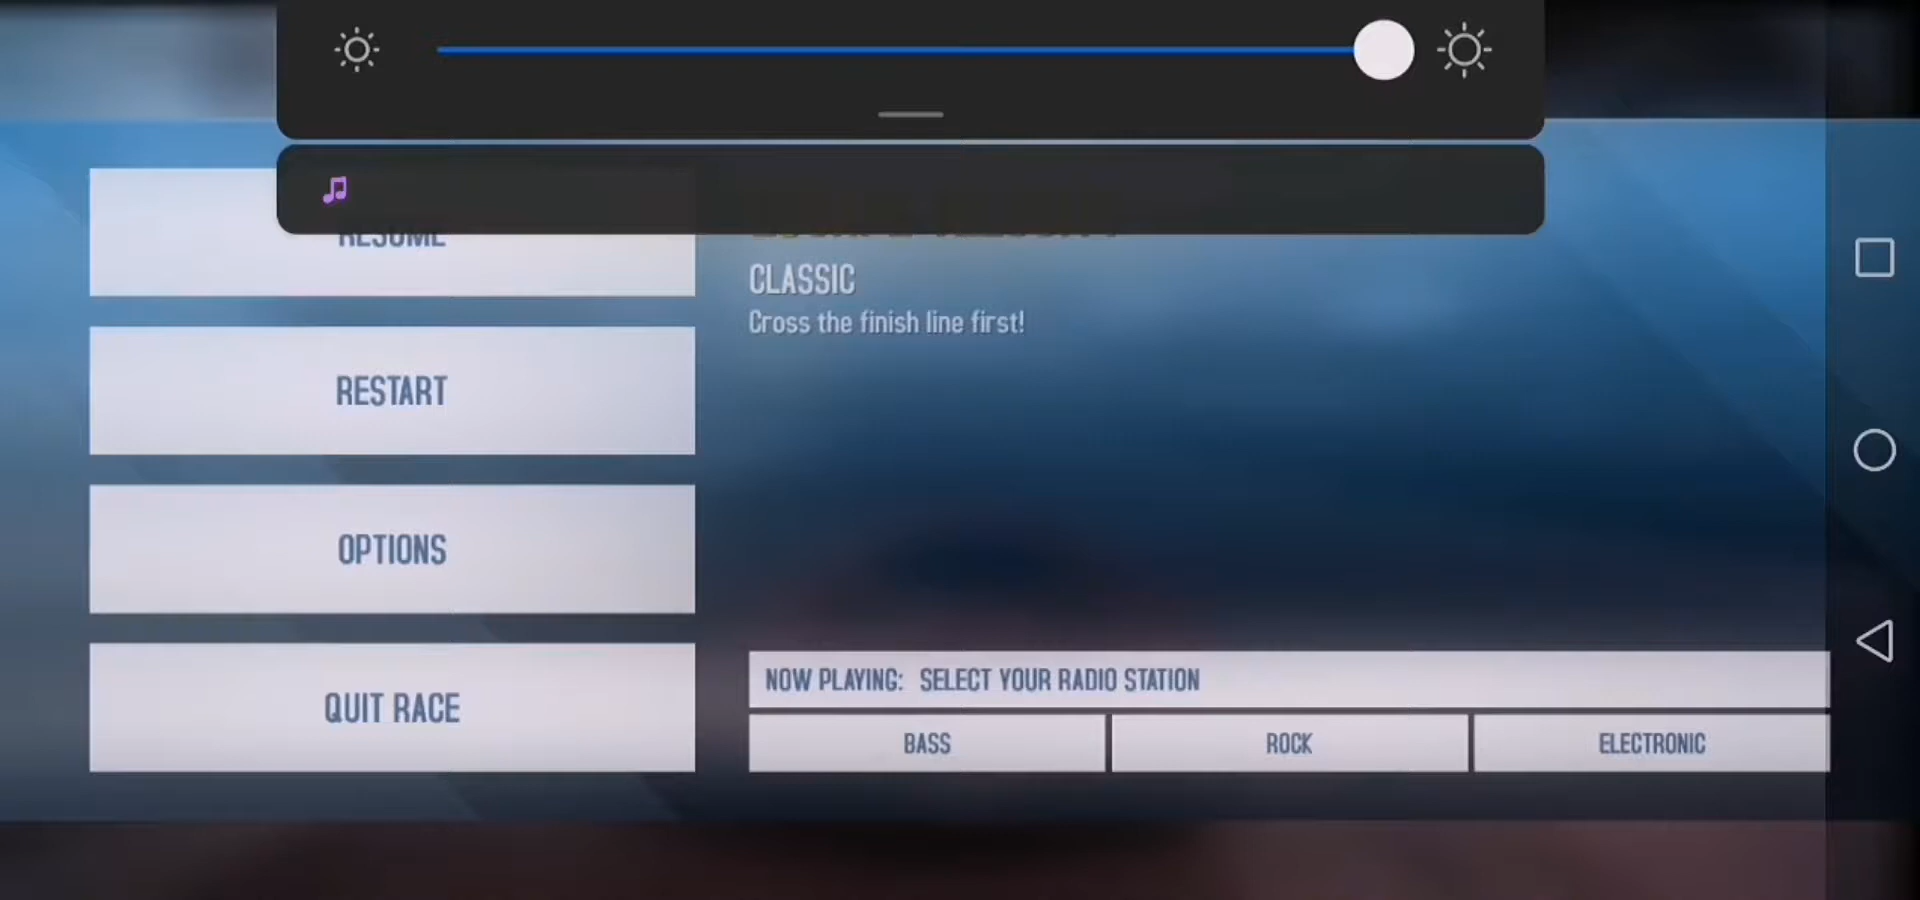 RESUME
CLASSIC
Cross the finish line first!
RESTART
OPTIONS
QUIT RACE
NOW PLAYING: SELECT YOUR RADIO STATION
BASS
ROCK
ELECTRONIC